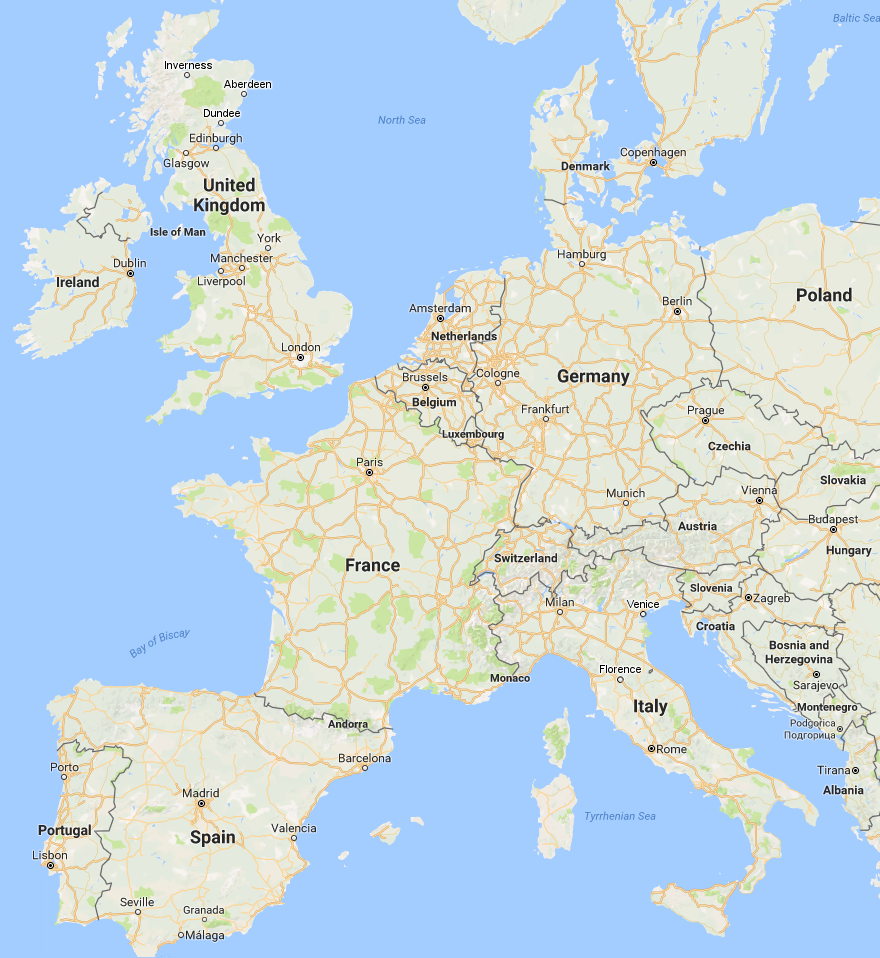 Baltic Sea
Inverness
Aberdeen
Dundee
North Sea
Edinburgh
Copenhagen
Glasgow
Denmark
United
Kingdom
Isle of Man
York
Hamburg
Manchester
Dublin
Liverpool
Ireland
Poland
Berlin
Amsterdam
Netherlands
London
Cologne
Brussels
Germany
Belgium
Frankfurt
Prague
Luxembourg
Czechia
Paris
Slovakia
Munich
Vienna
Budapest
Austria
Hungary
Switzerland
France
Slovenia
Zagreb
Milan
Venice
Croatia
Bay of Biscay
Bosnia and
Herzegovina
Florence
Monaco
Sarajevo
Italy
Montenegro
Andorra
Podgorica
Подгорица
Rome
Barcelona
Porto
Tirana
Albania
Madrid
Tyrrhenian Sea
Portugal
Spain
Valencia
Lisbon
Seville
Granada
Málaga